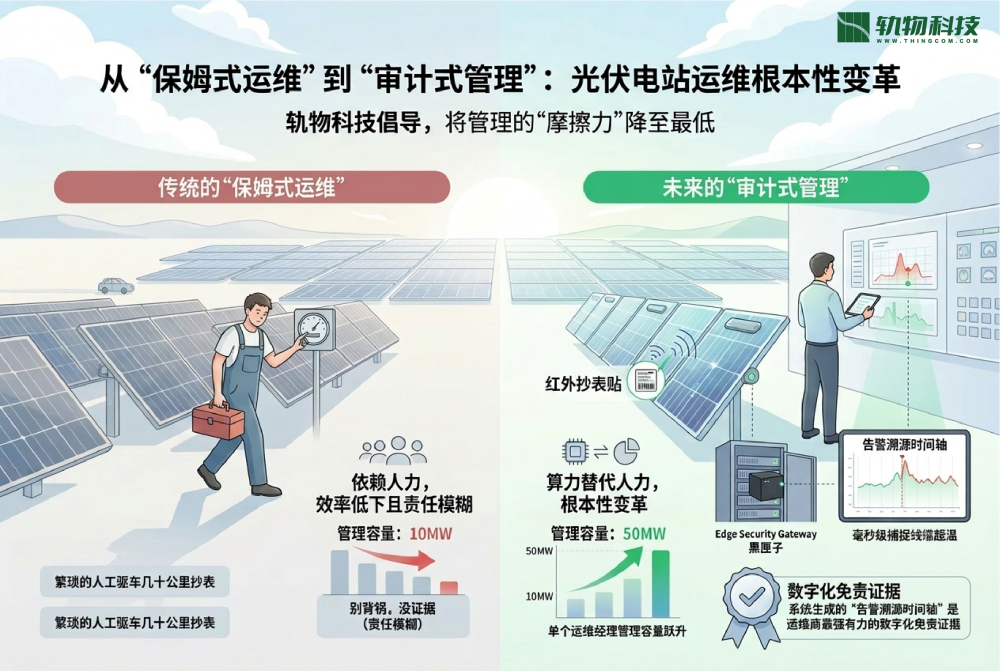 轨物科技
WWW.THINGCOM.COM
从“保姆式运维”到“审计式管理”：光伏电站运维根本性变革
轨物科技倡导，将管理的“摩擦力”降至最低
传统的“保姆式运维”
依赖人力，
效率低下且责任模糊
管理容量：10MW
别背锅。没证据
（责任模糊）
繁琐的人工驱车几十公里抄表
繁琐的人工驱车几十公里抄表
未来的“审计式管理”
红外抄表贴
算力替代人力，
根本性变革
管理容量：50MW
50MW
10MW
单个运维经理管理容量跃升
Edge Security Gateway
黑匣子
告警溯源时间轴
毫秒级捕捉线缆超温
数字化免责证据
系统生成的“告警溯源时间轴”是
运维商最强有力的数字化免责证据